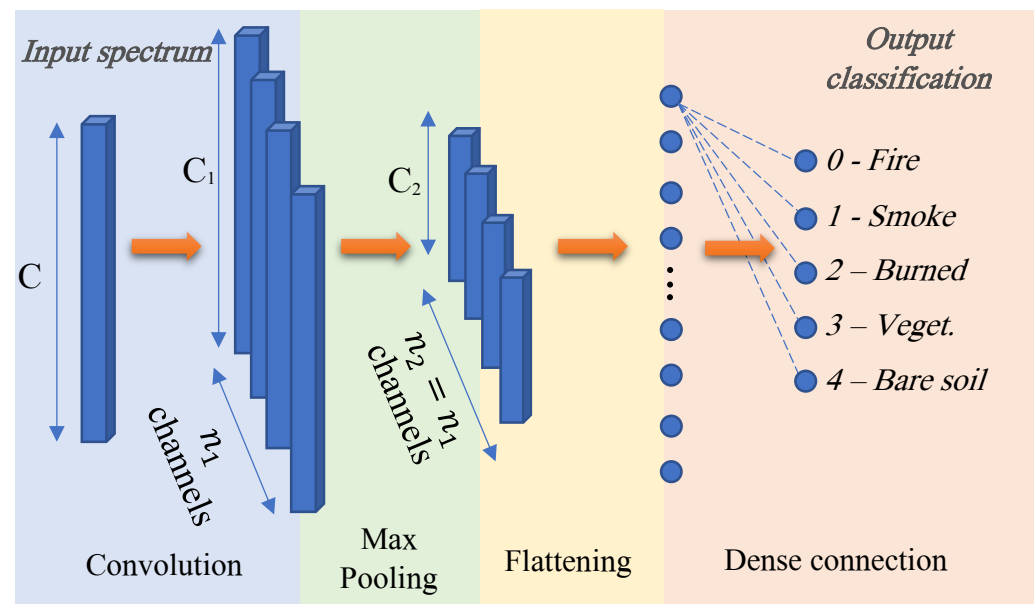 Input spectrum
C
C₁
n₁
channels
Convolution
C₂
n₂ = n₁
channels
Max
Pooling
Flattening
Output
classification
0 - Fire
1 - Smoke
2 – Burned
3 – Veget.
4 – Bare soil
Dense connection